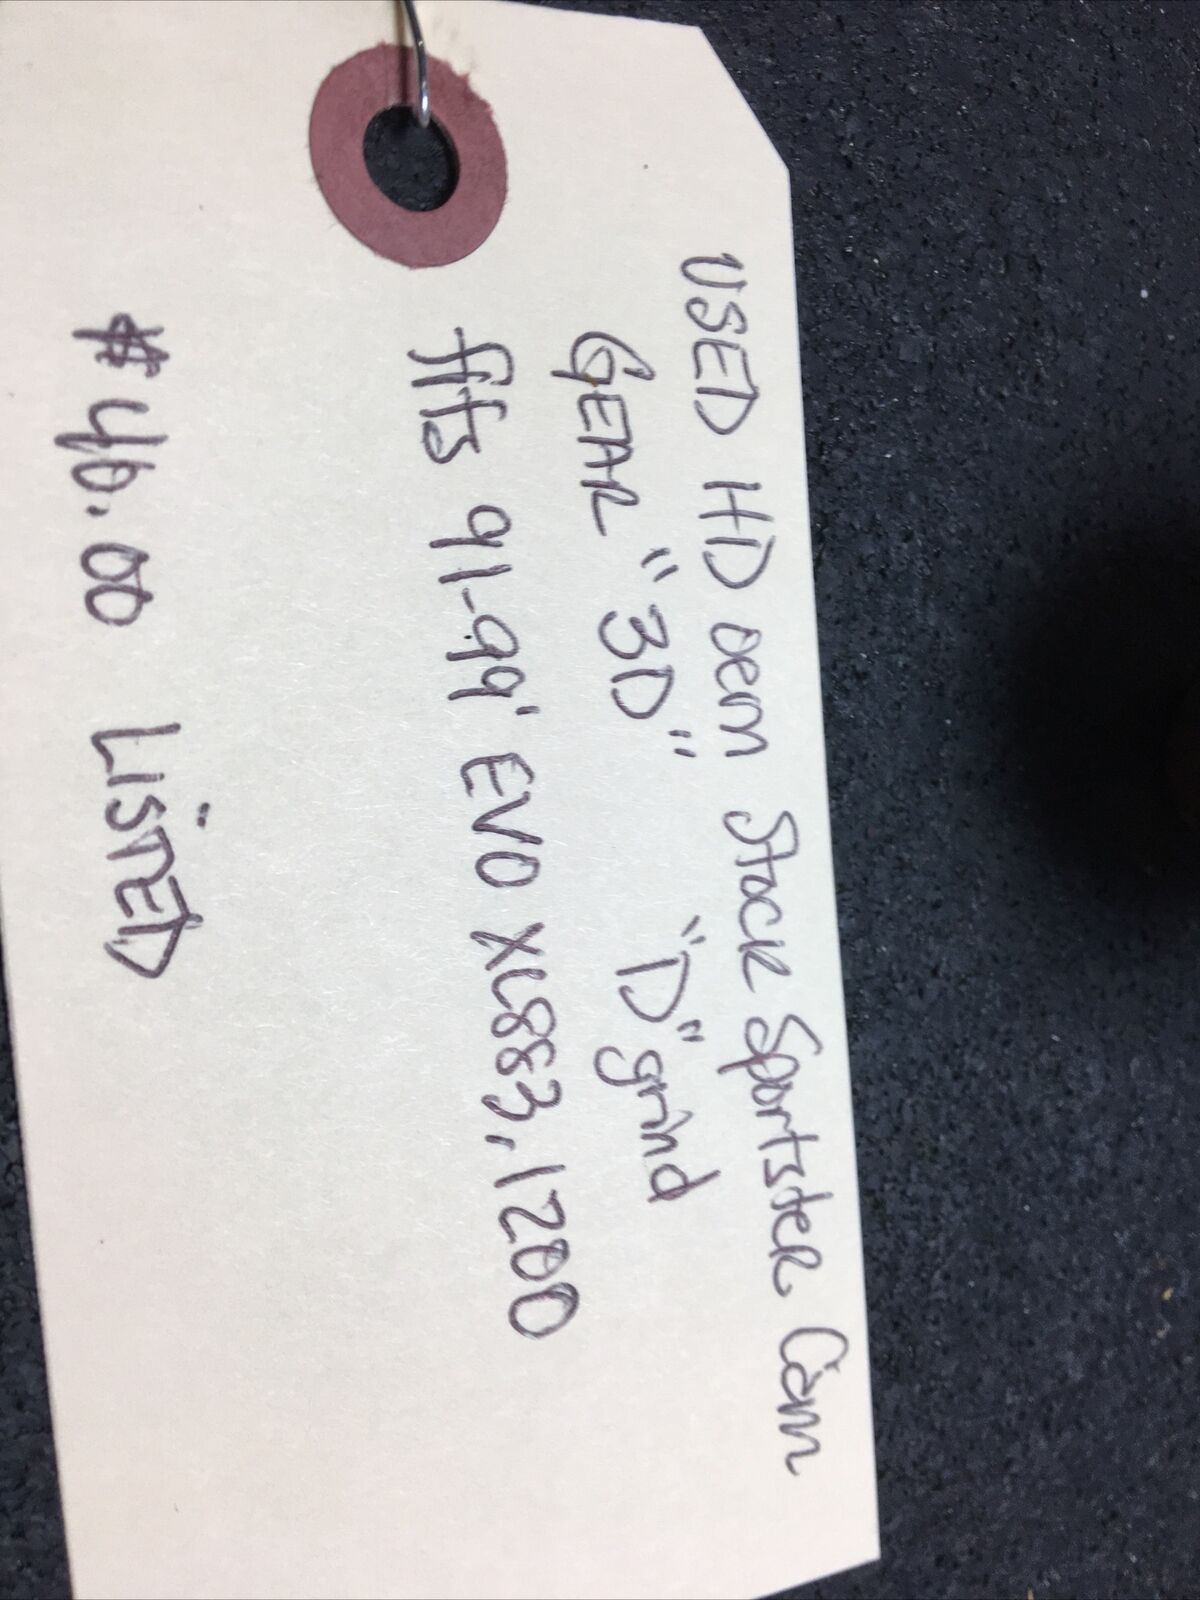 USED HD oem Stock Sportster Cam
GEAR "3D" "D" grind
fits 91-99' EVO XL883, 1200
$40.00 LISTED